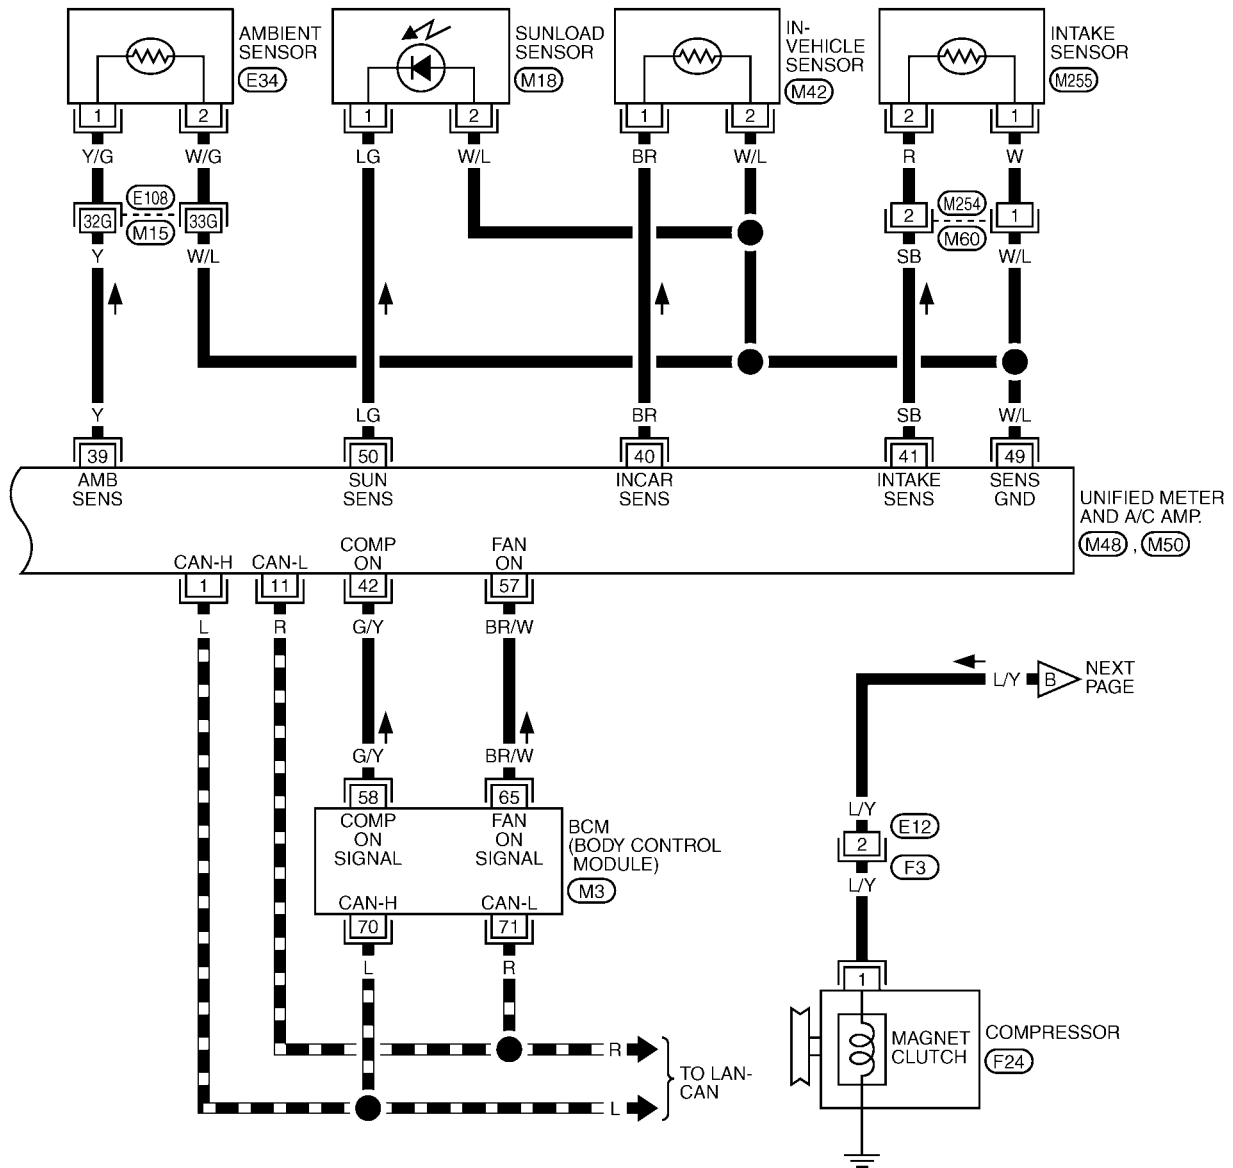 AMBIENT
SENSOR
E34
SUNLOAD
SENSOR
M18
IN-
VEHICLE
SENSOR
M42
INTAKE
SENSOR
M255
1 2 1 2 1 2 2 1
Y/G W/G LG W/L BR W/L R W
E108
32G 33G
M15
M254
2 1
M60
Y W/L SB W/L
Y LG BR SB W/L
39 50 40 41 49
AMB
SENS
SUN
SENS
INCAR
SENS
INTAKE
SENS
SENS
GND
UNIFIED METER
AND A/C AMP.
M48 , M50
CAN-H CAN-L
COMP
ON
FAN
ON
1 11 42 57
L R G/Y BR/W
L/Y B
NEXT
PAGE
G/Y BR/W
58 65
COMP
ON
SIGNAL
FAN
ON
SIGNAL
BCM
(BODY CONTROL
MODULE)
M3
CAN-H CAN-L
70 71
L R
L/Y
E12
2
F3
L/Y
1
MAGNET
CLUTCH
COMPRESSOR
F24
R
L
TO LAN-
CAN